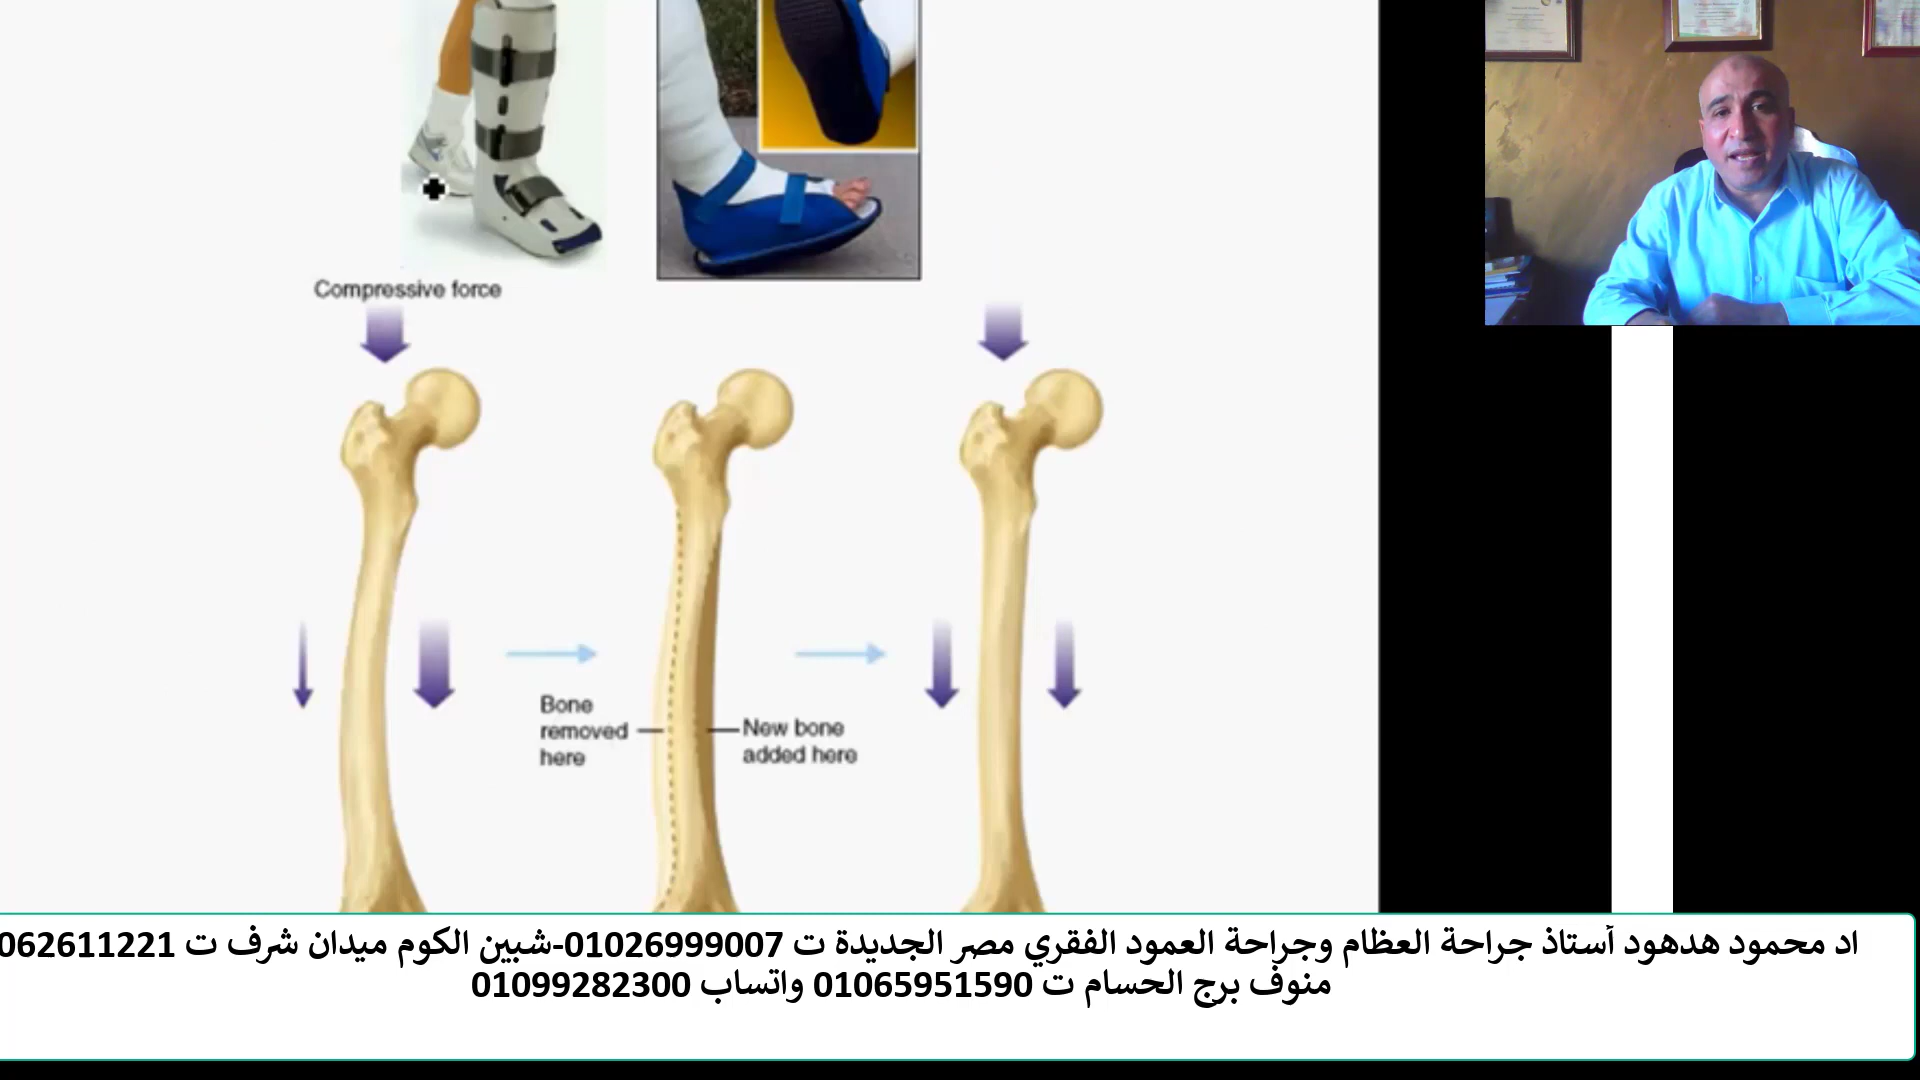 Compressive force
Bone
removed
here
New bone
added here
اد محمود هدهود أستاذ جراحة العظام وجراحة العمود الفقري مصر الجديدة ت 01026999007-شبين الكوم ميدان شرف ت 062611221
منوف برج الحسام ت 01065951590 واتساب 01099282300